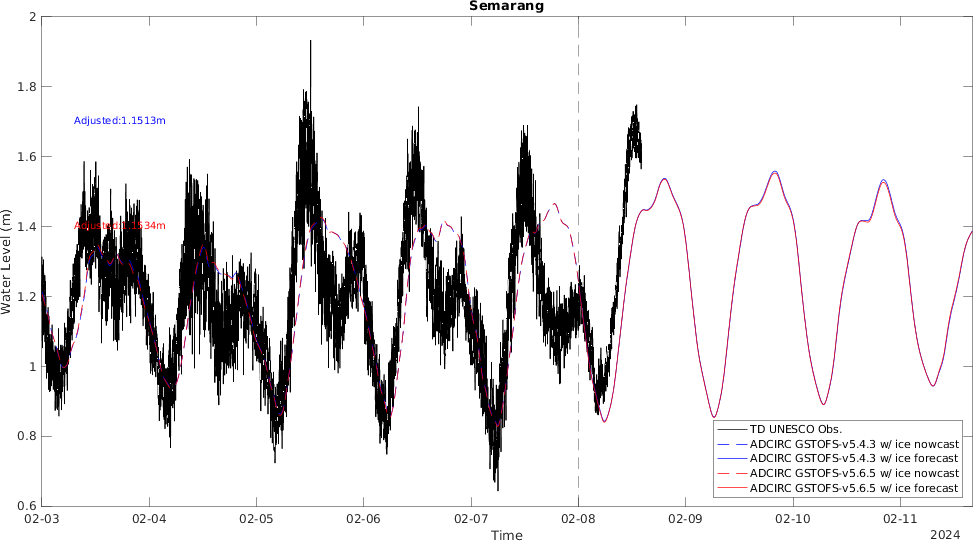 Semarang
2
1.8
1.6
1.4
1.2
1
0.8
0.6
Water Level (m)
Adjusted:1.1513m
Adjusted:1.1534m
TD UNESCO Obs.
ADCIRC GSTOFS-v5.4.3 w/ ice nowcast
ADCIRC GSTOFS-v5.4.3 w/ ice forecast
ADCIRC GSTOFS-v5.6.5 w/ ice nowcast
ADCIRC GSTOFS-v5.6.5 w/ ice forecast
02-03 02-04 02-05 02-06 02-07 02-08 02-09 02-10 02-11
Time
2024